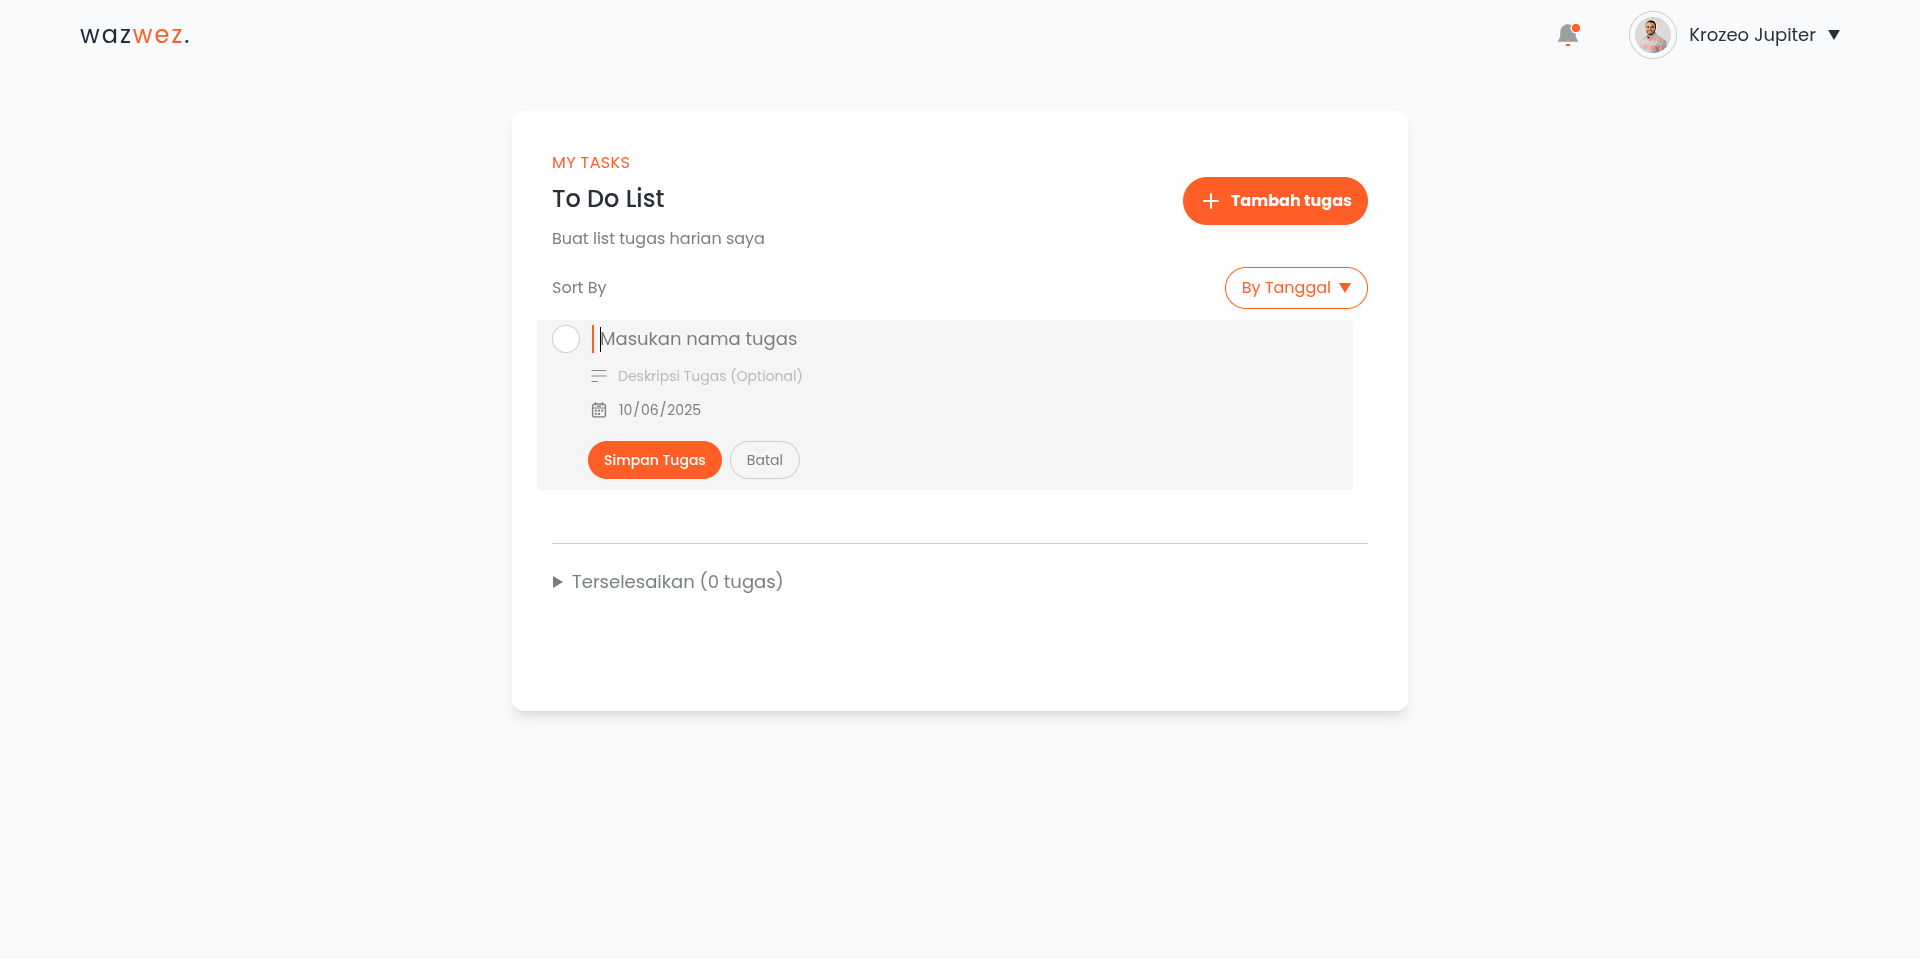 wazwez.
Krozeo Jupiter
MY TASKS
To Do List
Tambah tugas
Buat list tugas harian saya
Sort By
By Tanggal
Masukan nama tugas
Deskripsi Tugas (Optional)
10/06/2025
Simpan Tugas
Batal
Terselesaikan (0 tugas)